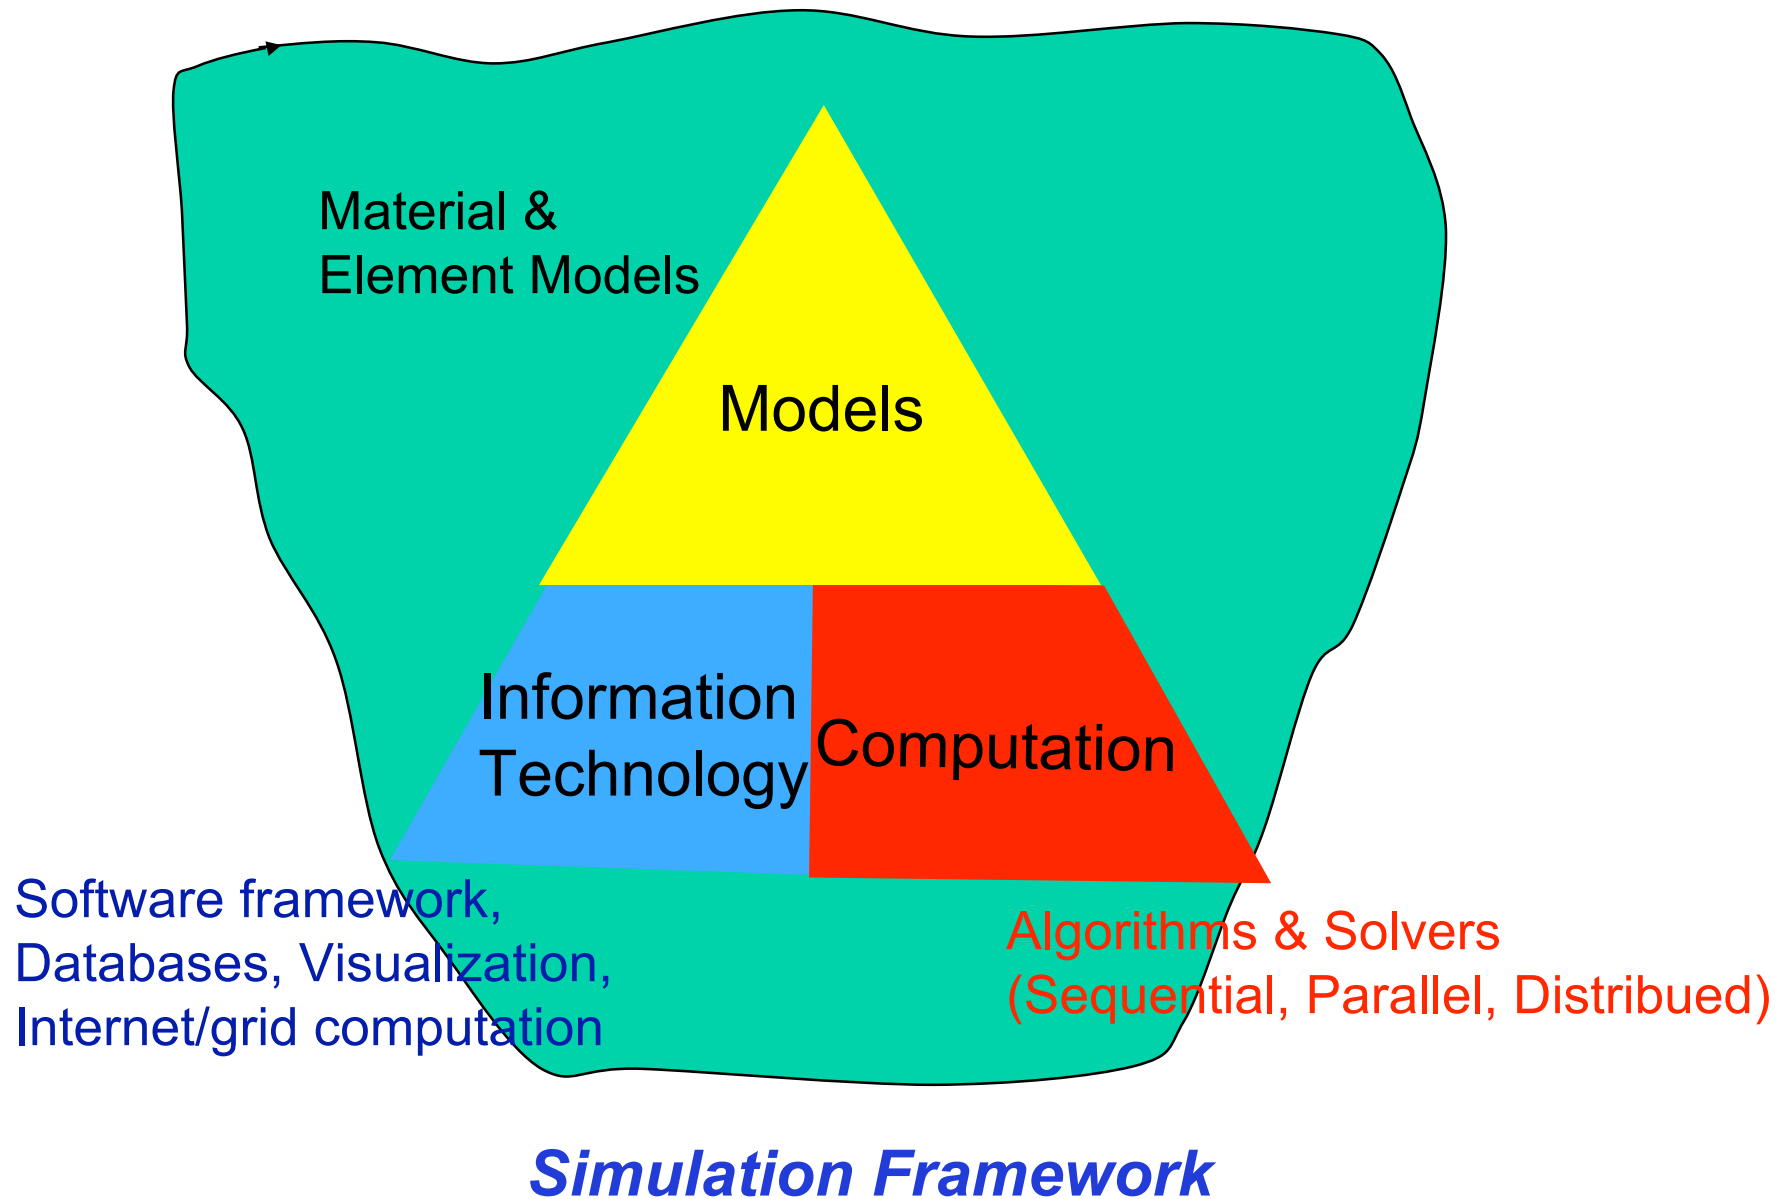 Material &
Element Models
Models
Information
Technology
Computation
Software framework,
Databases, Visualization,
Internet/grid computation
Algorithms & Solvers
(Sequential, Parallel, Distribued)
Simulation Framework